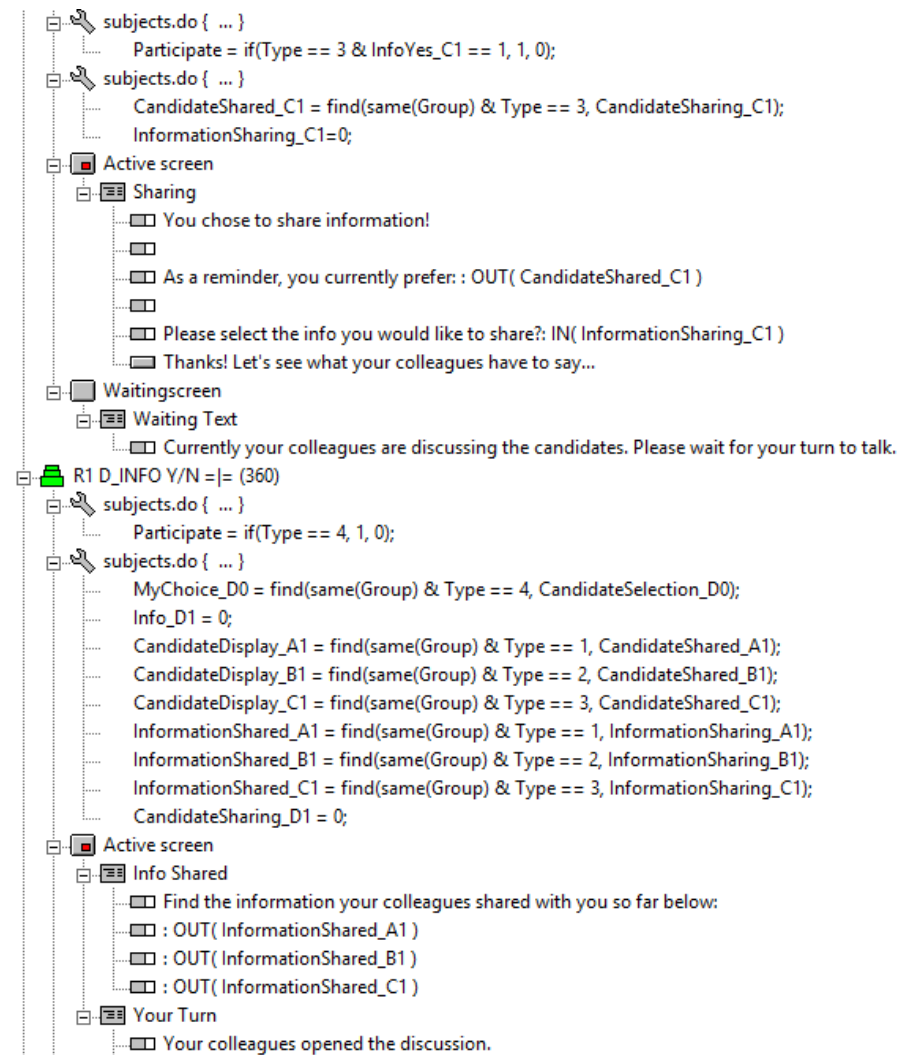 subjects.do { ... }
Participate = if(Type == 3 & InfoYes_C1 == 1, 1, 0);
subjects.do { ... }
CandidateShared_C1 = find(same(Group) & Type == 3, CandidateSharing_C1);
InformationSharing_C1=0;
Active screen
Sharing
You chose to share information!
As a reminder, you currently prefer: : OUT( CandidateShared_C1 )
Please select the info you would like to share?: IN( InformationSharing_C1 )
Thanks! Let's see what your colleagues have to say...
Waitingscreen
Waiting Text
Currently your colleagues are discussing the candidates. Please wait for your turn to talk.
R1 D_INFO Y/N =|= (360)
subjects.do { ... }
Participate = if(Type == 4, 1, 0);
subjects.do { ... }
MyChoice_D0 = find(same(Group) & Type == 4, CandidateSelection_D0);
Info_D1 = 0;
CandidateDisplay_A1 = find(same(Group) & Type == 1, CandidateShared_A1);
CandidateDisplay_B1 = find(same(Group) & Type == 2, CandidateShared_B1);
CandidateDisplay_C1 = find(same(Group) & Type == 3, CandidateShared_C1);
InformationShared_A1 = find(same(Group) & Type == 1, InformationSharing_A1);
InformationShared_B1 = find(same(Group) & Type == 2, InformationSharing_B1);
InformationShared_C1 = find(same(Group) & Type == 3, InformationSharing_C1);
CandidateSharing_D1 = 0;
Active screen
Info Shared
Find the information your colleagues shared with you so far below:
: OUT( InformationShared_A1 )
: OUT( InformationShared_B1 )
: OUT( InformationShared_C1 )
Your Turn
Your colleagues opened the discussion.